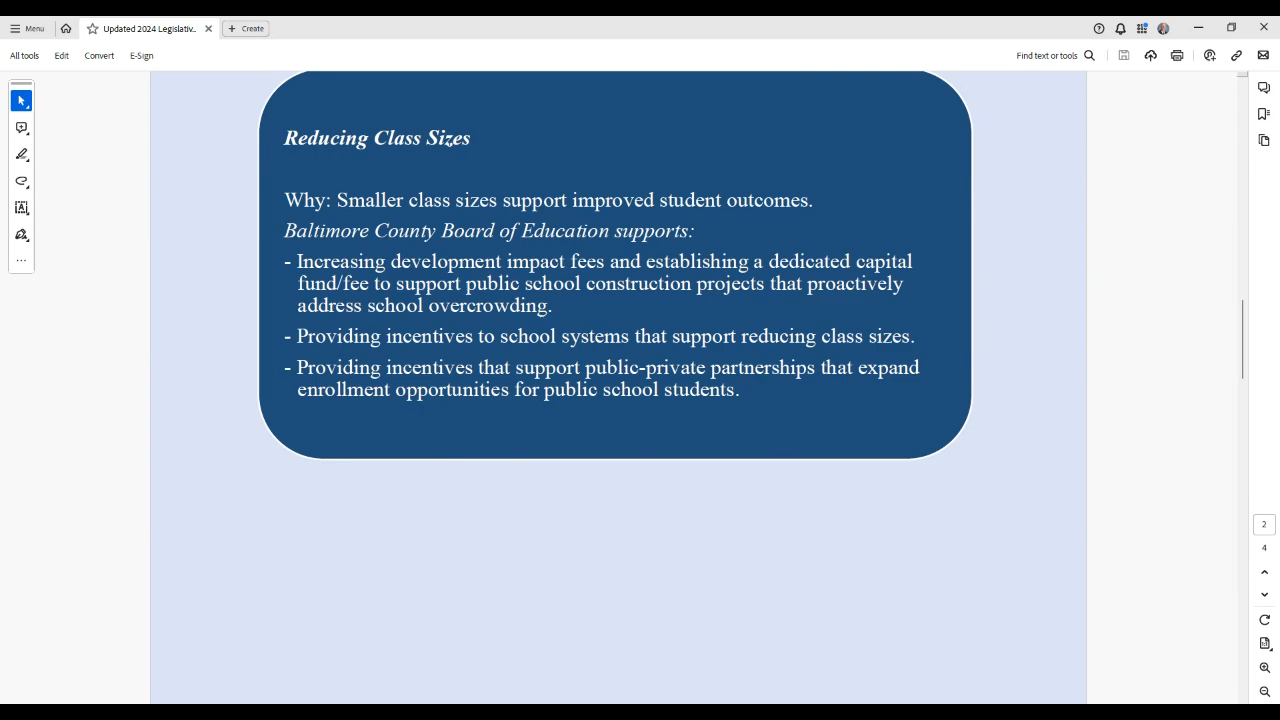 Menu
Updated 2024 Legislativ...
Create
All tools
Edit
Convert
E-Sign
Find text or tools
Reducing Class Sizes
Why: Smaller class sizes support improved student outcomes.
Baltimore County Board of Education supports:
- Increasing development impact fees and establishing a dedicated capital
fund/fee to support public school construction projects that proactively
address school overcrowding.
- Providing incentives to school systems that support reducing class sizes.
- Providing incentives that support public-private partnerships that expand
enrollment opportunities for public school students.
2
4